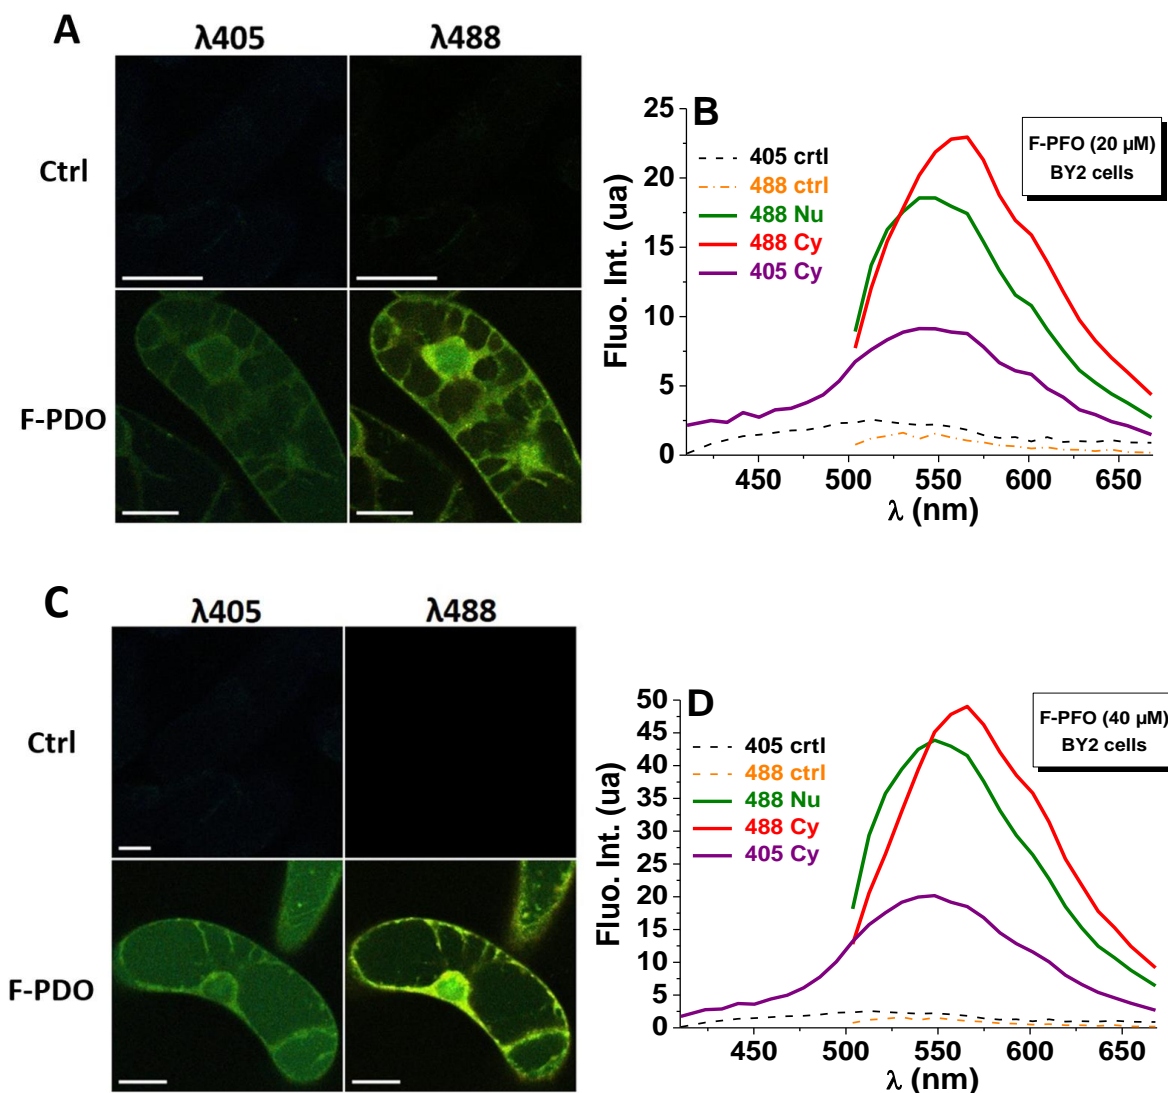 A
λ405 λ488
Ctrl
F-PDO
B
25
20
15
10
5
0
Fluo. Int. (ua)
405 crtl
488 ctrl
488 Nu
488 Cy
405 Cy
F-PFO (20 µM)
BY2 cells
450 500 550 600 650
λ (nm)
C
λ405 λ488
Ctrl
F-PDO
D
50
45
40
35
30
25
20
15
10
5
0
Fluo. Int. (ua)
405 crtl
488 ctrl
488 Nu
488 Cy
405 Cy
F-PFO (40 µM)
BY2 cells
450 500 550 600 650
λ (nm)